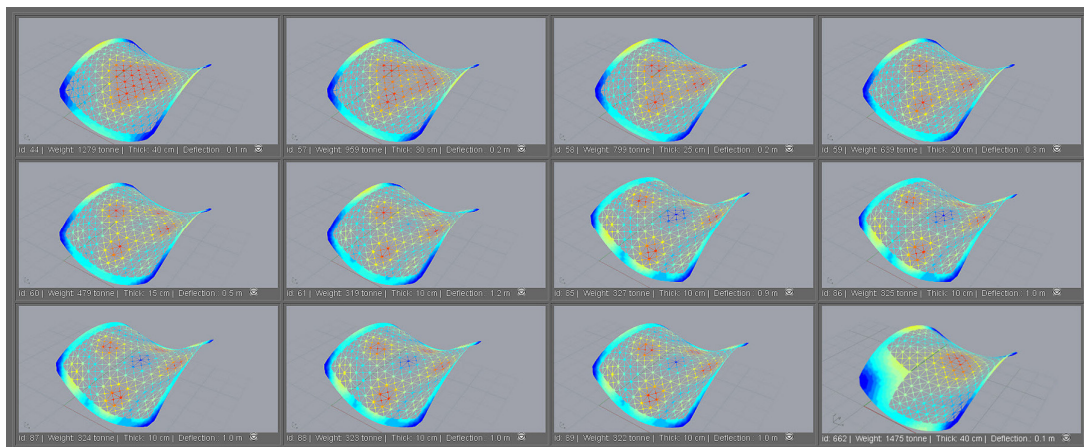 id: 44 | Weight: 1279 tonne | Thick: 40 cm | Deflection.: 0.1 m
id: 57 | Weight: 959 tonne | Thick: 30 cm | Deflection.: 0.2 m
id: 58 | Weight: 799 tonne | Thick: 25 cm | Deflection.: 0.2 m
id: 59 | Weight: 639 tonne | Thick: 20 cm | Deflection.: 0.3 m
id: 60 | Weight: 479 tonne | Thick: 15 cm | Deflection.: 0.5 m
id: 61 | Weight: 319 tonne | Thick: 10 cm | Deflection.: 1.2 m
id: 85 | Weight: 327 tonne | Thick: 10 cm | Deflection.: 0.9 m
id: 86 | Weight: 325 tonne | Thick: 10 cm | Deflection.: 1.0 m
id: 87 | Weight: 324 tonne | Thick: 10 cm | Deflection.: 1.0 m
id: 88 | Weight: 323 tonne | Thick: 10 cm | Deflection.: 1.0 m
id: 89 | Weight: 322 tonne | Thick: 10 cm | Deflection.: 1.0 m
id: 662 | Weight: 1475 tonne | Thick: 40 cm | Deflection.: 0.1 m